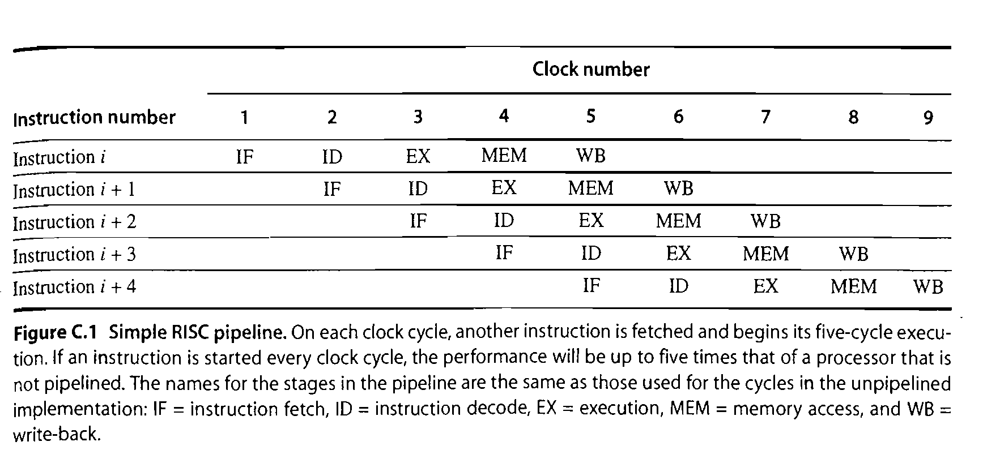 Clock number
Instruction number 1 2 3 4 5 6 7 8 9
Instruction i IF ID EX MEM WB
Instruction i + 1 IF ID EX MEM WB
Instruction i + 2 IF ID EX MEM WB
Instruction i + 3 IF ID EX MEM WB
Instruction i + 4 IF ID EX MEM WB
Figure C.1 Simple RISC pipeline. On each clock cycle, another instruction is fetched and begins its five-cycle execu-
tion. If an instruction is started every clock cycle, the performance will be up to five times that of a processor that is
not pipelined. The names for the stages in the pipeline are the same as those used for the cycles in the unpipelined
implementation: IF = instruction fetch, ID = instruction decode, EX = execution, MEM = memory access, and WB =
write-back.